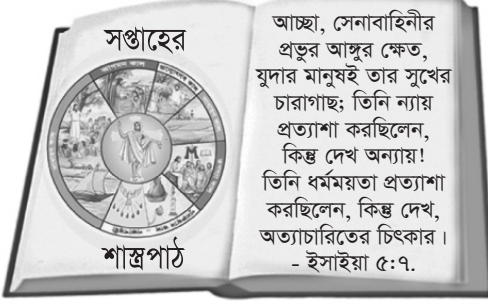 সপ্তাহের
শাস্ত্রপাঠ
আচ্ছা, সেনাবাহিনীর
প্রভুর আঙ্গুর ক্ষেত,
যুদার মানুষই তার সুখের
চারাগাছ; তিনি ন্যায়
প্রত্যাশা করছিলেন,
কিন্তু দেখ অন্যায়!
তিনি ধর্মময়তা প্রত্যাশা
করছিলেন, কিন্তু দেখ,
অত্যাচারিতের চিৎকার।
- ইসাইয়া ৫:৭.